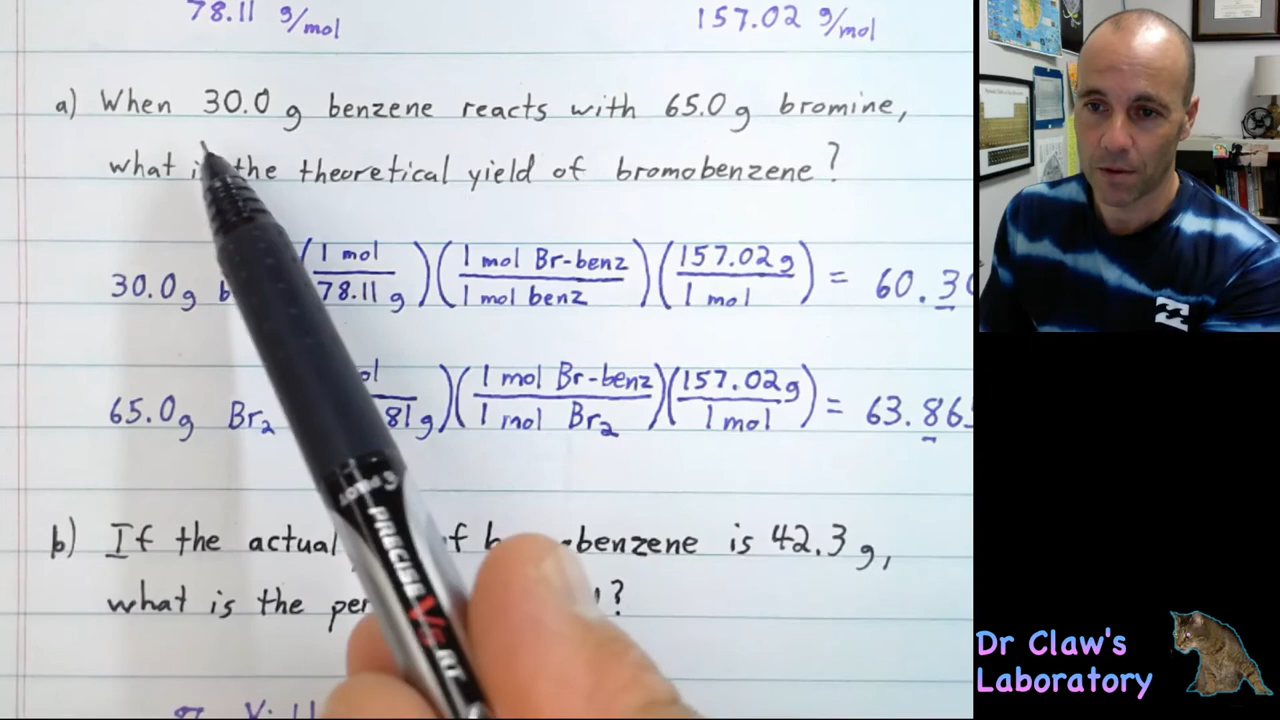 78.11 g/mol 157.02 g/mol
a) When 30.0 g benzene reacts with 65.0 g bromine,
what is the theoretical yield of bromobenzene?
30.0 g (1 mol / 78.11 g) (1 mol Br-benz / 1 mol benz) (157.02 g / 1 mol) = 60.30
65.0 g Br₂ (1 mol Br-benz / 1 mol Br₂) (157.02 g / 1 mol) = 63.86
b) If the actual is 42.3 g,
what is the
Dr Claw's
Laboratory
PILOT
PRECISE V5 RT